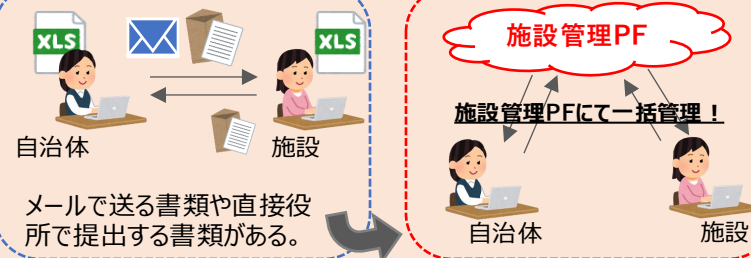 XLS
XLS
自治体
施設
メールで送る書類や直接役
所で提出する書類がある。
施設管理PF
施設管理PFにて一括管理！
自治体
施設